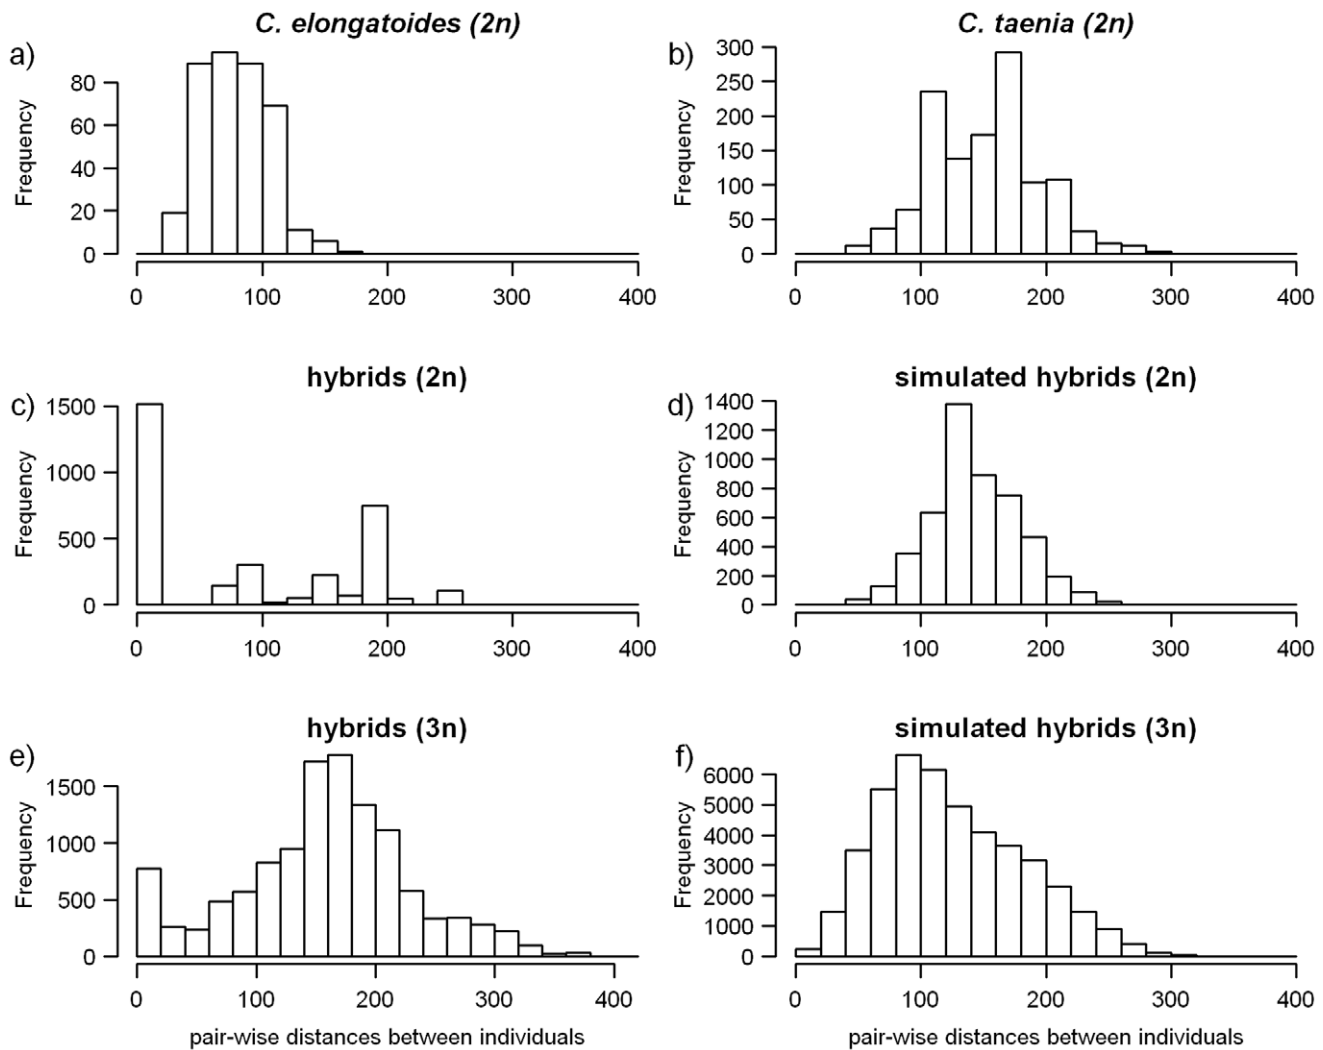 C. elongatoides (2n)
a)
Frequency
80
60
40
20
0
0 100 200 300 400
C. taenia (2n)
b)
Frequency
300
250
200
150
100
50
0
0 100 200 300 400
hybrids (2n)
c)
Frequency
1500
1000
500
0
0 100 200 300 400
simulated hybrids (2n)
d)
Frequency
1400
1200
1000
800
600
400
200
0
0 100 200 300 400
hybrids (3n)
e)
Frequency
1500
1000
500
0
0 100 200 300 400
pair-wise distances between individuals
simulated hybrids (3n)
f)
Frequency
6000
5000
4000
3000
2000
1000
0
0 100 200 300 400
pair-wise distances between individuals